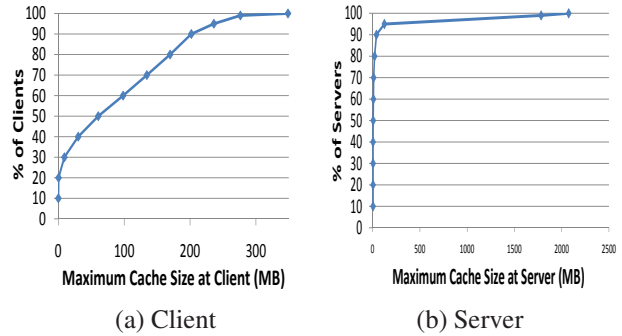 % of Clients
100
90
80
70
60
50
40
30
20
10
0
0 100 200 300
Maximum Cache Size at Client (MB)
(a) Client
% of Servers
100
90
80
70
60
50
40
30
20
10
0
0 500 1000 1500 2000 2500
Maximum Cache Size at Server (MB)
(b) Server